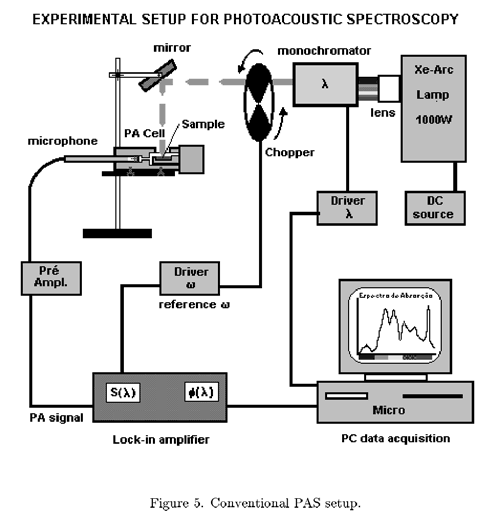 EXPERIMENTAL SETUP FOR PHOTOACOUSTIC SPECTROSCOPY
mirror
monochromator
Xe-Arc
Lamp
1000W
λ
lens
PA Cell
Sample
microphone
Chopper
Driver
λ
DC
source
Pré
Ampl.
Driver
ω
reference ω
Espectro de Absorção
S(λ)
ϕ(λ)
Micro
PA signal
Lock-in amplifier
PC data acquisition
Figure 5. Conventional PAS setup.